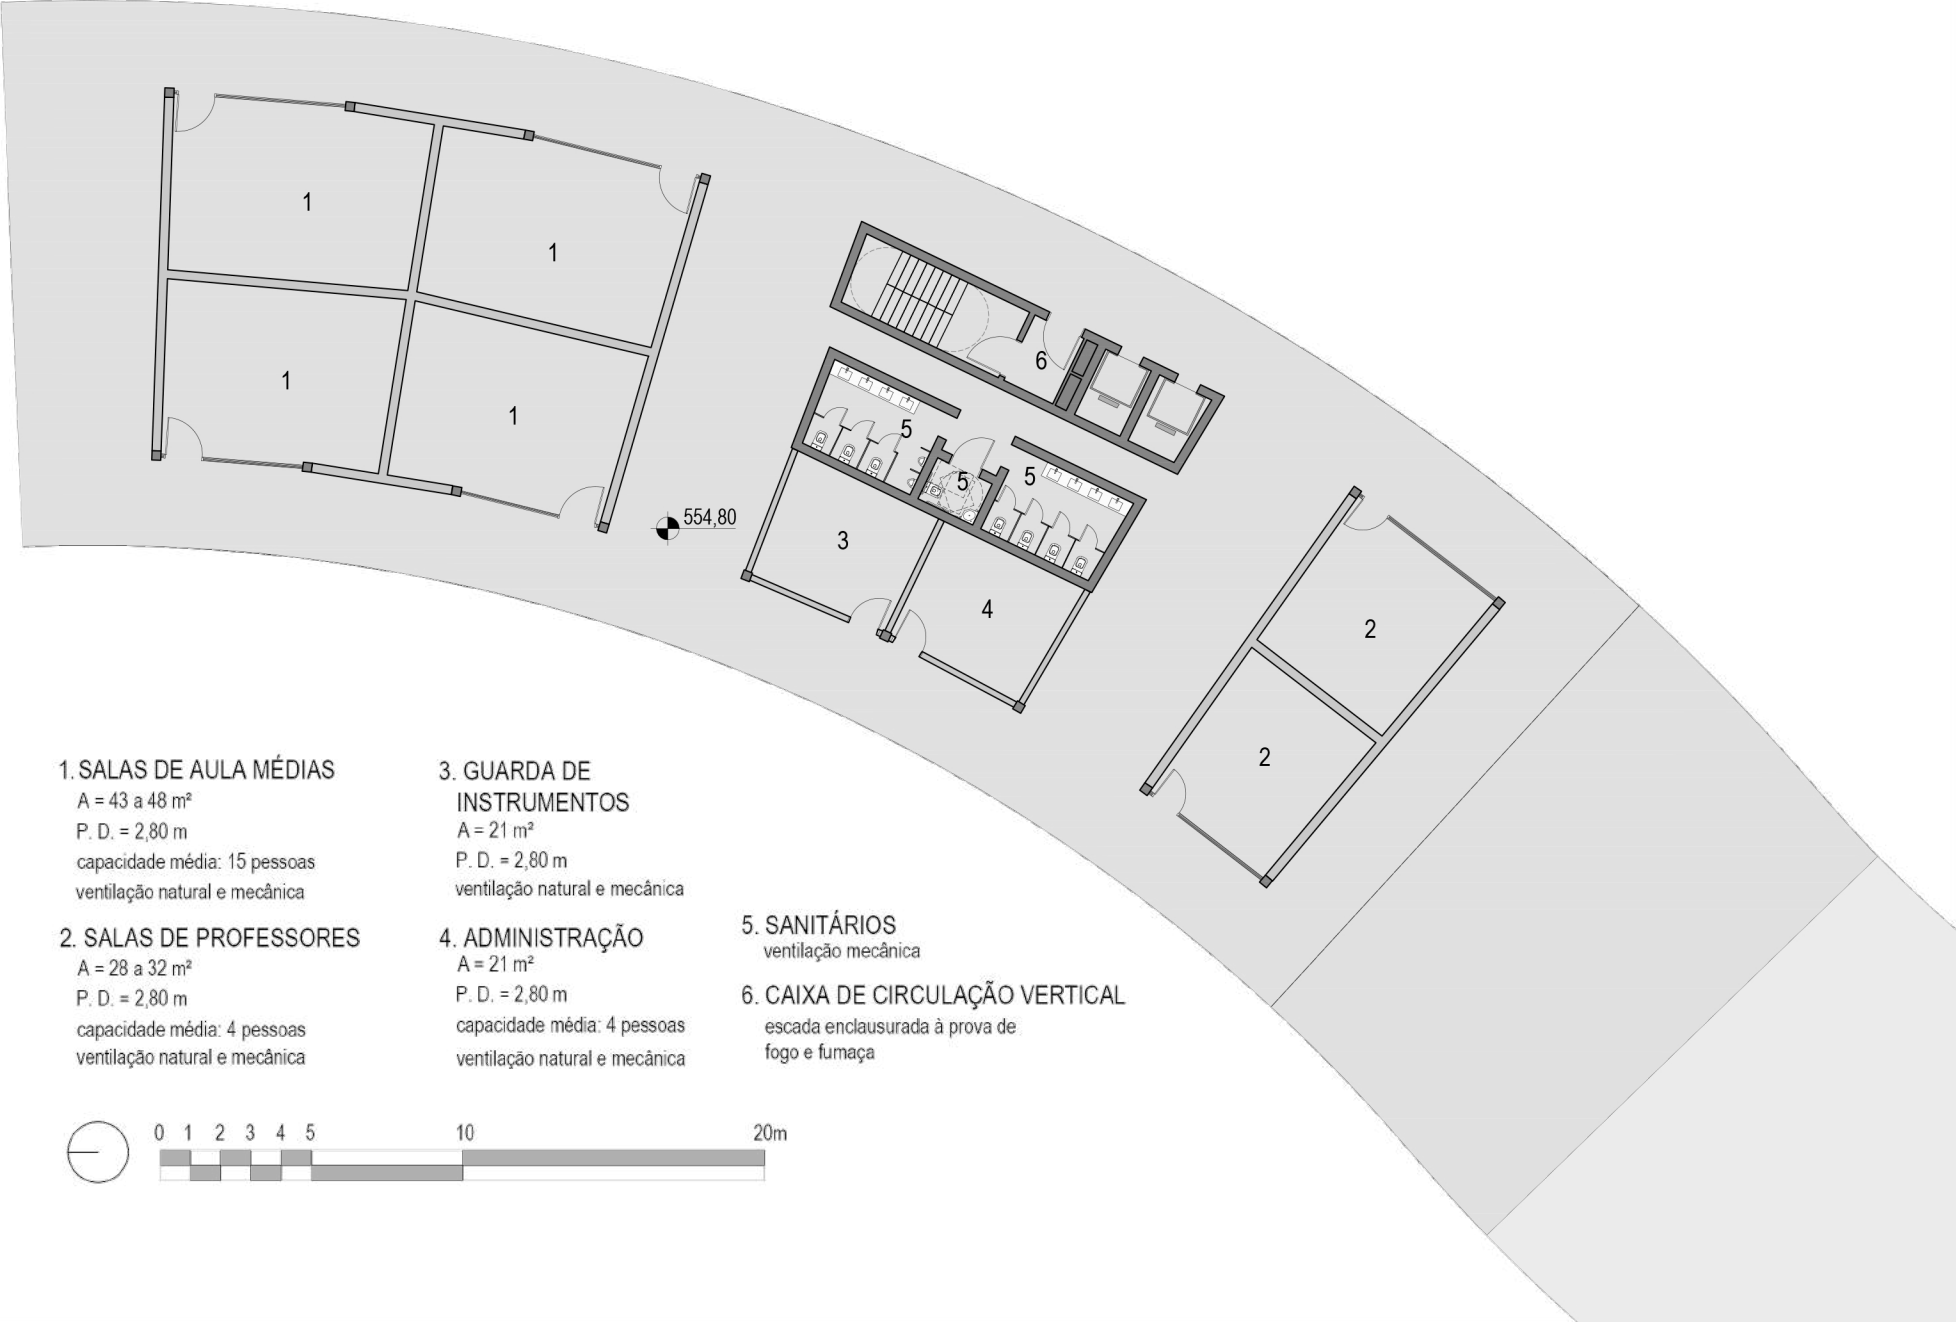 1
1
1
1
6
5
5
5
554,80
3
4
2
2
1. SALAS DE AULA MÉDIAS
A = 43 a 48 m²
P. D. = 2,80 m
capacidade média: 15 pessoas
ventilação natural e mecânica
2. SALAS DE PROFESSORES
A = 28 a 32 m²
P. D. = 2,80 m
capacidade média: 4 pessoas
ventilação natural e mecânica
3. GUARDA DE
INSTRUMENTOS
A = 21 m²
P. D. = 2,80 m
ventilação natural e mecânica
4. ADMINISTRAÇÃO
A = 21 m²
P. D. = 2,80 m
capacidade média: 4 pessoas
ventilação natural e mecânica
5. SANITÁRIOS
ventilação mecânica
6. CAIXA DE CIRCULAÇÃO VERTICAL
escada enclausurada à prova de
fogo e fumaça
0 1 2 3 4 5 10 20m